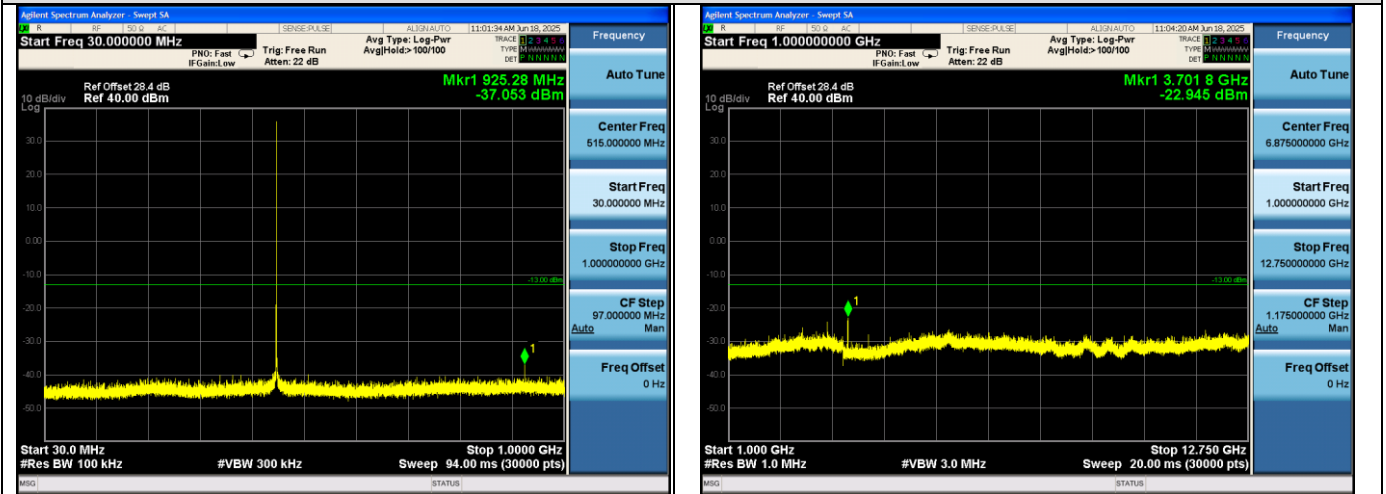 Agilent Spectrum Analyzer - Swept SA
R RF 50 Ω AC SENSE:PULSE ALIGN AUTO 11:01:34 AM Jun 18, 2025
Start Freq 30.000000 MHz
PNO: Fast
IFGain:Low
Trig: Free Run
Atten: 22 dB
Avg Type: Log-Pwr
Avg|Hold:>100/100
TRACE 1 2 3 4 5 6
TYPE MWWWWW
DET P N N N N N
Mkr1 925.28 MHz
-37.053 dBm
Ref Offset 28.4 dB
10 dB/div Ref 40.00 dBm
Log
30.0
20.0
10.0
0.00
-10.0
-13.00 dBm
-20.0
-30.0
1
-40.0
-50.0
Start 30.0 MHz Stop 1.0000 GHz
#Res BW 100 kHz #VBW 300 kHz Sweep 94.00 ms (30000 pts)
MSG STATUS
Frequency
Auto Tune
Center Freq
515.000000 MHz
Start Freq
30.000000 MHz
Stop Freq
1.000000000 GHz
CF Step
97.000000 MHz
Auto Man
Freq Offset
0 Hz
Agilent Spectrum Analyzer - Swept SA
R RF 50 Ω AC SENSE:PULSE ALIGN AUTO 11:04:20 AM Jun 18, 2025
Start Freq 1.000000000 GHz
PNO: Fast
IFGain:Low
Trig: Free Run
Atten: 22 dB
Avg Type: Log-Pwr
Avg|Hold:>100/100
TRACE 1 2 3 4 5 6
TYPE MWWWWW
DET P N N N N N
Mkr1 3.701 8 GHz
-22.945 dBm
Ref Offset 28.4 dB
10 dB/div Ref 40.00 dBm
Log
30.0
20.0
10.0
0.00
-10.0
-13.00 dBm
1
-20.0
-30.0
-40.0
-50.0
Start 1.000 GHz Stop 12.750 GHz
#Res BW 1.0 MHz #VBW 3.0 MHz Sweep 20.00 ms (30000 pts)
MSG STATUS
Frequency
Auto Tune
Center Freq
6.875000000 GHz
Start Freq
1.000000000 GHz
Stop Freq
12.750000000 GHz
CF Step
1.175000000 GHz
Auto Man
Freq Offset
0 Hz